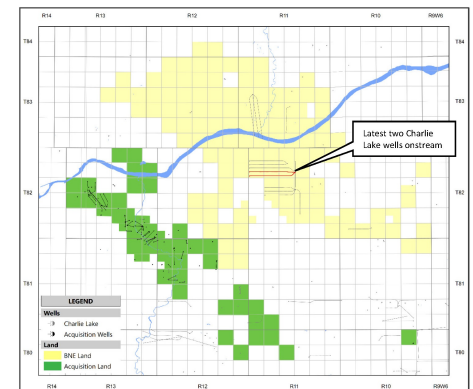 R14 R13 R12 R11 R10 R9W6
T84 T84
T83 T83
Latest two Charlie
Lake wells onstream
T82 T82
T81 T81
LEGEND
Wells
Charlie Lake
Acquisition Wells
Land
BNE Land
Acquisition Land
T80 T80
R14 R13 R12 R11 R10 R9W6